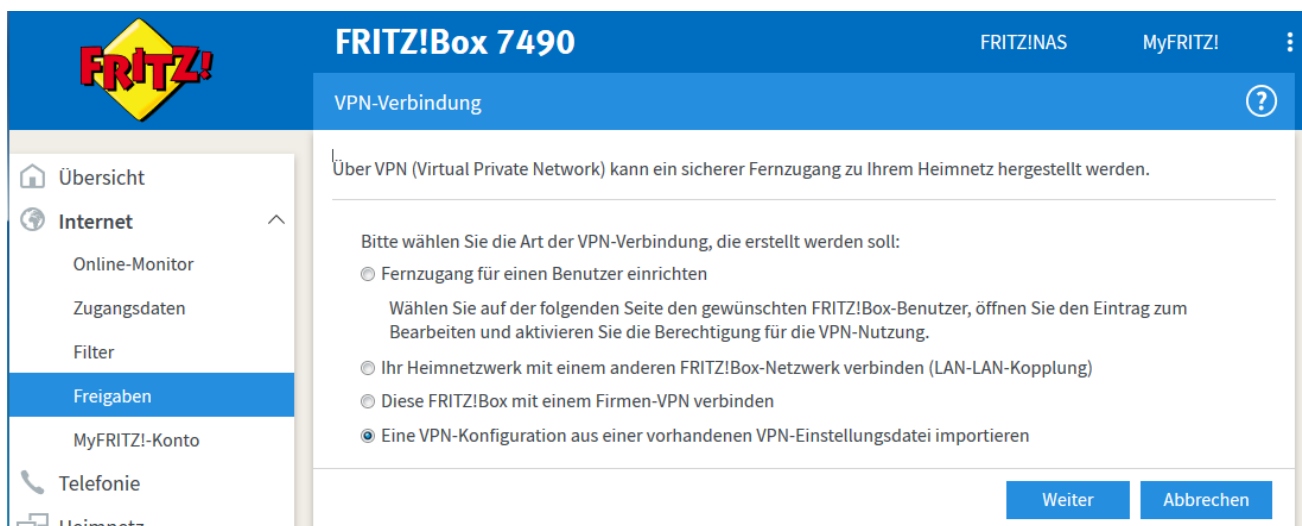 FRITZ!
FRITZ!Box 7490
FRITZ!NAS
MyFRITZ!
VPN-Verbindung
?
Übersicht
Internet
Online-Monitor
Zugangsdaten
Filter
Freigaben
MyFRITZ!-Konto
Telefonie
Heimnetz
Über VPN (Virtual Private Network) kann ein sicherer Fernzugang zu Ihrem Heimnetz hergestellt werden.
Bitte wählen Sie die Art der VPN-Verbindung, die erstellt werden soll:
Fernzugang für einen Benutzer einrichten
Wählen Sie auf der folgenden Seite den gewünschten FRITZ!Box-Benutzer, öffnen Sie den Eintrag zum
Bearbeiten und aktivieren Sie die Berechtigung für die VPN-Nutzung.
Ihr Heimnetzwerk mit einem anderen FRITZ!Box-Netzwerk verbinden (LAN-LAN-Kopplung)
Diese FRITZ!Box mit einem Firmen-VPN verbinden
Eine VPN-Konfiguration aus einer vorhandenen VPN-Einstellungsdatei importieren
Weiter
Abbrechen